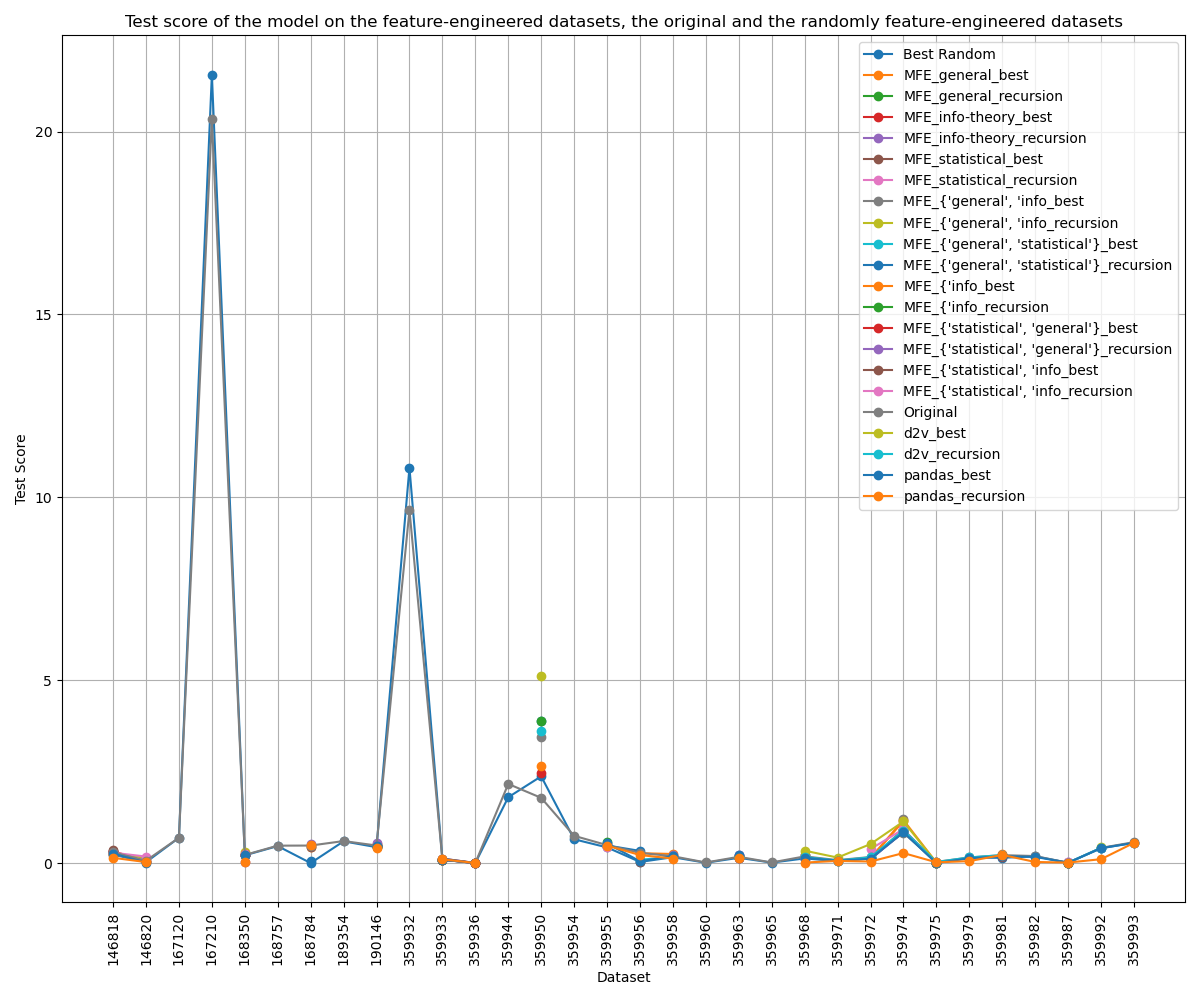 Test score of the model on the feature-engineered datasets, the original and the randomly feature-engineered datasets
Best Random
MFE_general_best
MFE_general_recursion
MFE_info-theory_best
MFE_info-theory_recursion
MFE_statistical_best
MFE_statistical_recursion
MFE_{'general', 'info_best
MFE_{'general', 'info_recursion
MFE_{'general', 'statistical'}_best
MFE_{'general', 'statistical'}_recursion
MFE_{'info_best
MFE_{'info_recursion
MFE_{'statistical', 'general'}_best
MFE_{'statistical', 'general'}_recursion
MFE_{'statistical', 'info_best
MFE_{'statistical', 'info_recursion
Original
d2v_best
d2v_recursion
pandas_best
pandas_recursion
Test Score
20
15
10
5
0
146818
146820
167120
167210
168350
168757
168784
189354
190146
359932
359933
359936
359944
359950
359954
359955
359956
359958
359960
359963
359965
359968
359971
359972
359974
359975
359979
359981
359982
359987
359992
359993
Dataset